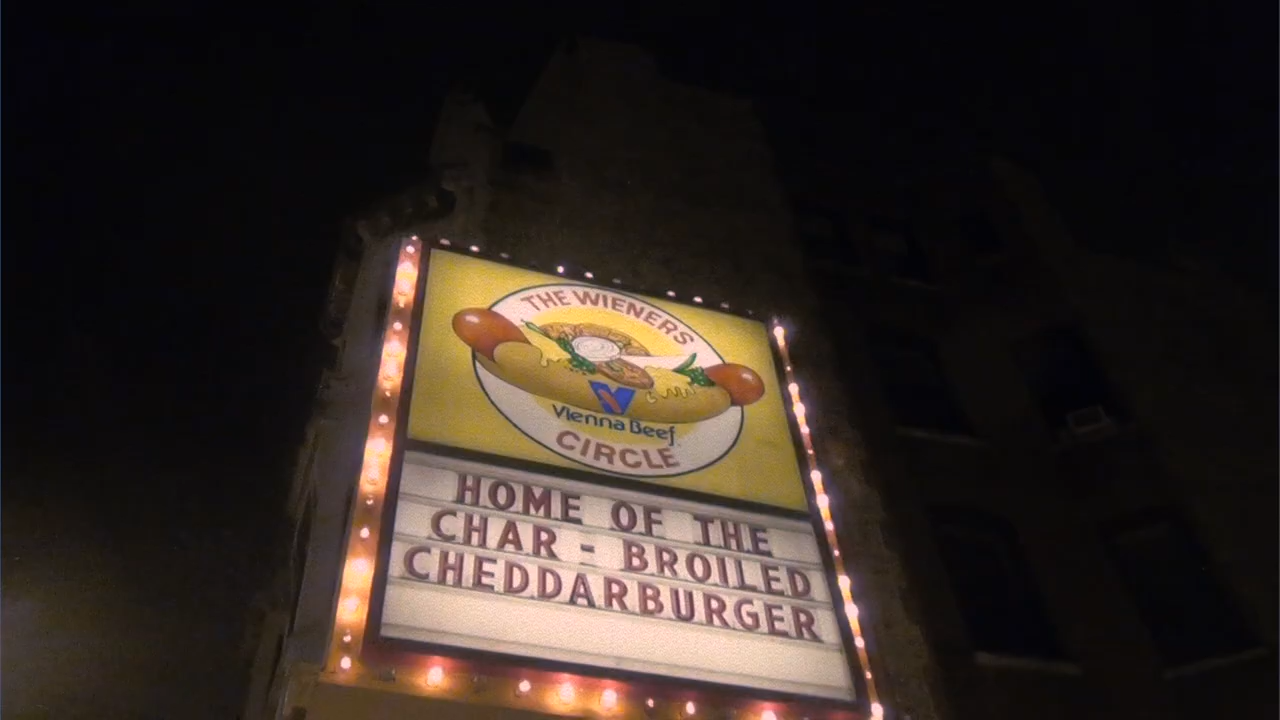 THE WIENERS
Vienna Beef
CIRCLE
HOME OF THE
CHAR - BROILED
CHEDDARBURGER